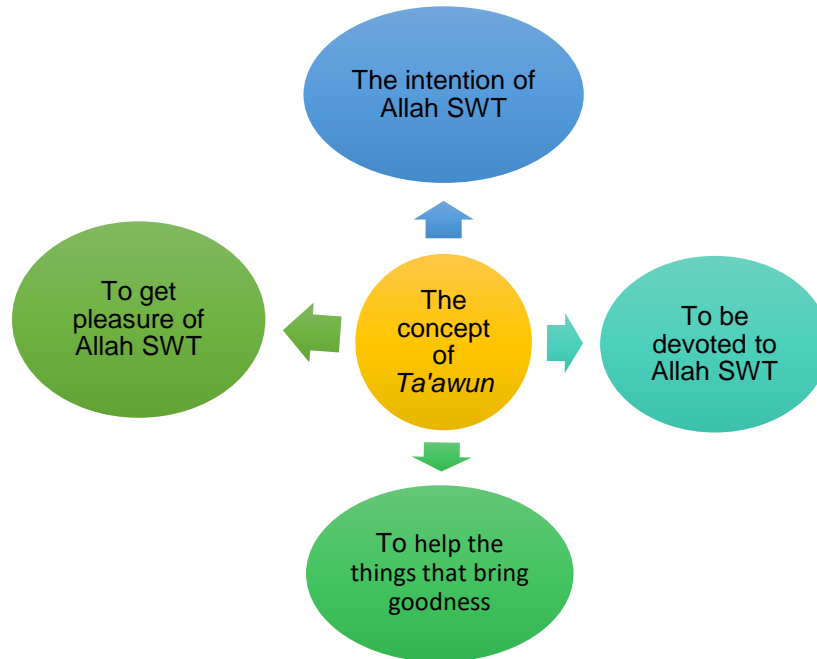 The intention of
Allah SWT
To get
pleasure of
Allah SWT
The
concept
of
Ta'awun
To be
devoted to
Allah SWT
To help the
things that bring
goodness